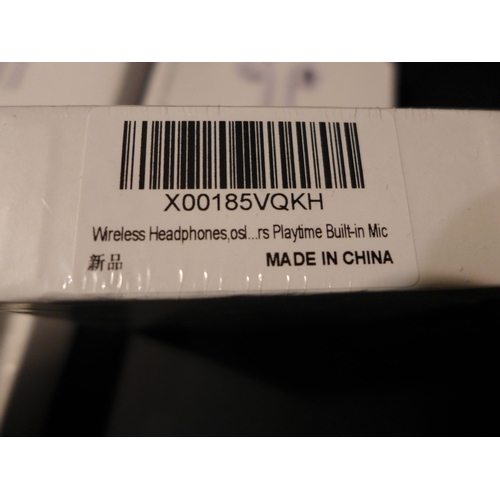 X00185VQKH
Wireless Headphones,osl...rs Playtime Built-in Mic
新品
MADE IN CHINA